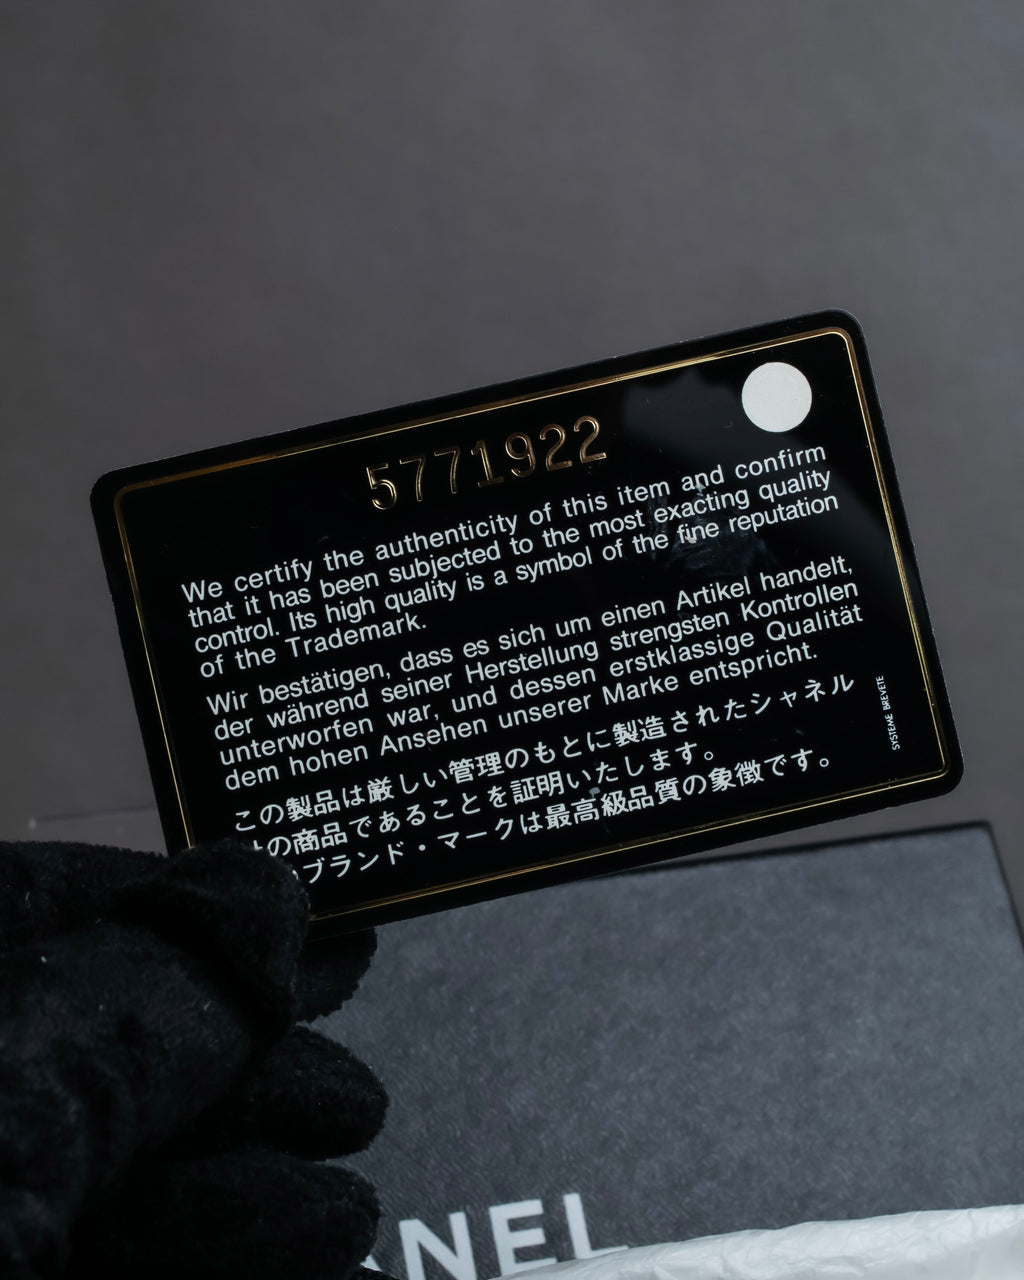 5771922
We certify the authenticity of this item and confirm
that it has been subjected to the most exacting quality
control. Its high quality is a symbol of the fine reputation
of the Trademark.
Wir bestätigen, dass es sich um einen Artikel handelt,
der während seiner Herstellung strengsten Kontrollen
unterworfen war, und dessen erstklassige Qualität
dem hohen Ansehen unserer Marke entspricht.
この製品は厳しい管理のもとに製造されたシャネル
の商品であることを証明いたします。
ブランド・マークは最高級品質の象徴です。
SYSTEME BREVETE
ANEL